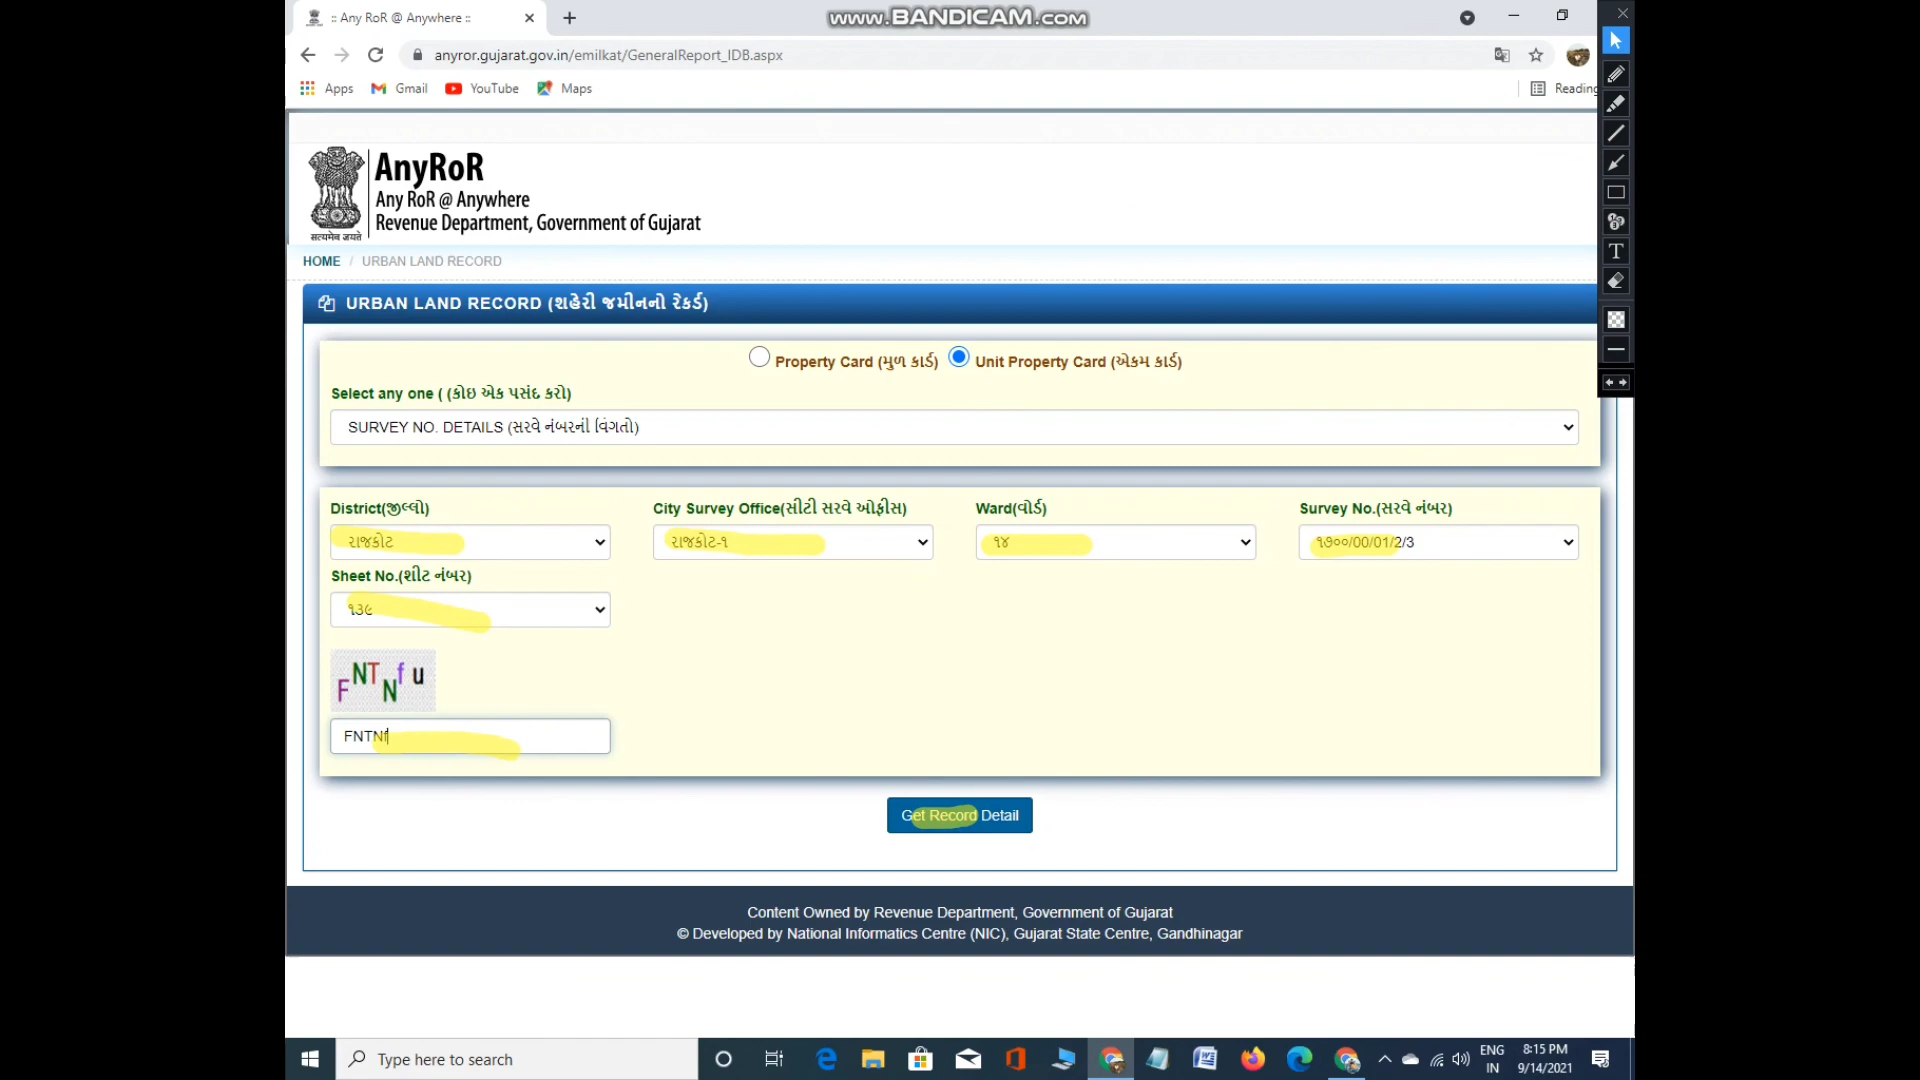 :: Any RoR @ Anywhere ::
www.BANDICAM.com
anyror.gujarat.gov.in/emilkat/GeneralReport_IDB.aspx
Apps Gmail YouTube Maps Reading
AnyRoR
Any RoR @ Anywhere
Revenue Department, Government of Gujarat
सत्यमेव जयते
HOME / URBAN LAND RECORD
URBAN LAND RECORD (શહેરી જમીનનો રેકર્ડ)
Property Card (મુળ કાર્ડ) Unit Property Card (એકમ કાર્ડ)
Select any one ( (કોઇ એક પસંદ કરો)
SURVEY NO. DETAILS (સરવે નંબરની વિગતો)
District(જીલ્લો) City Survey Office(સીટી સરવે ઓફીસ) Ward(વોર્ડ) Survey No.(સરવે નંબર)
રાજકોટ રાજકોટ-૧ ૧૪ ૧૭૦૦/00/01/2/3
Sheet No.(શીટ નંબર)
૧૩૯
FNTNfu
FNTNf
Get Record Detail
Content Owned by Revenue Department, Government of Gujarat
© Developed by National Informatics Centre (NIC), Gujarat State Centre, Gandhinagar
Type here to search
ENG
IN
8:15 PM
9/14/2021